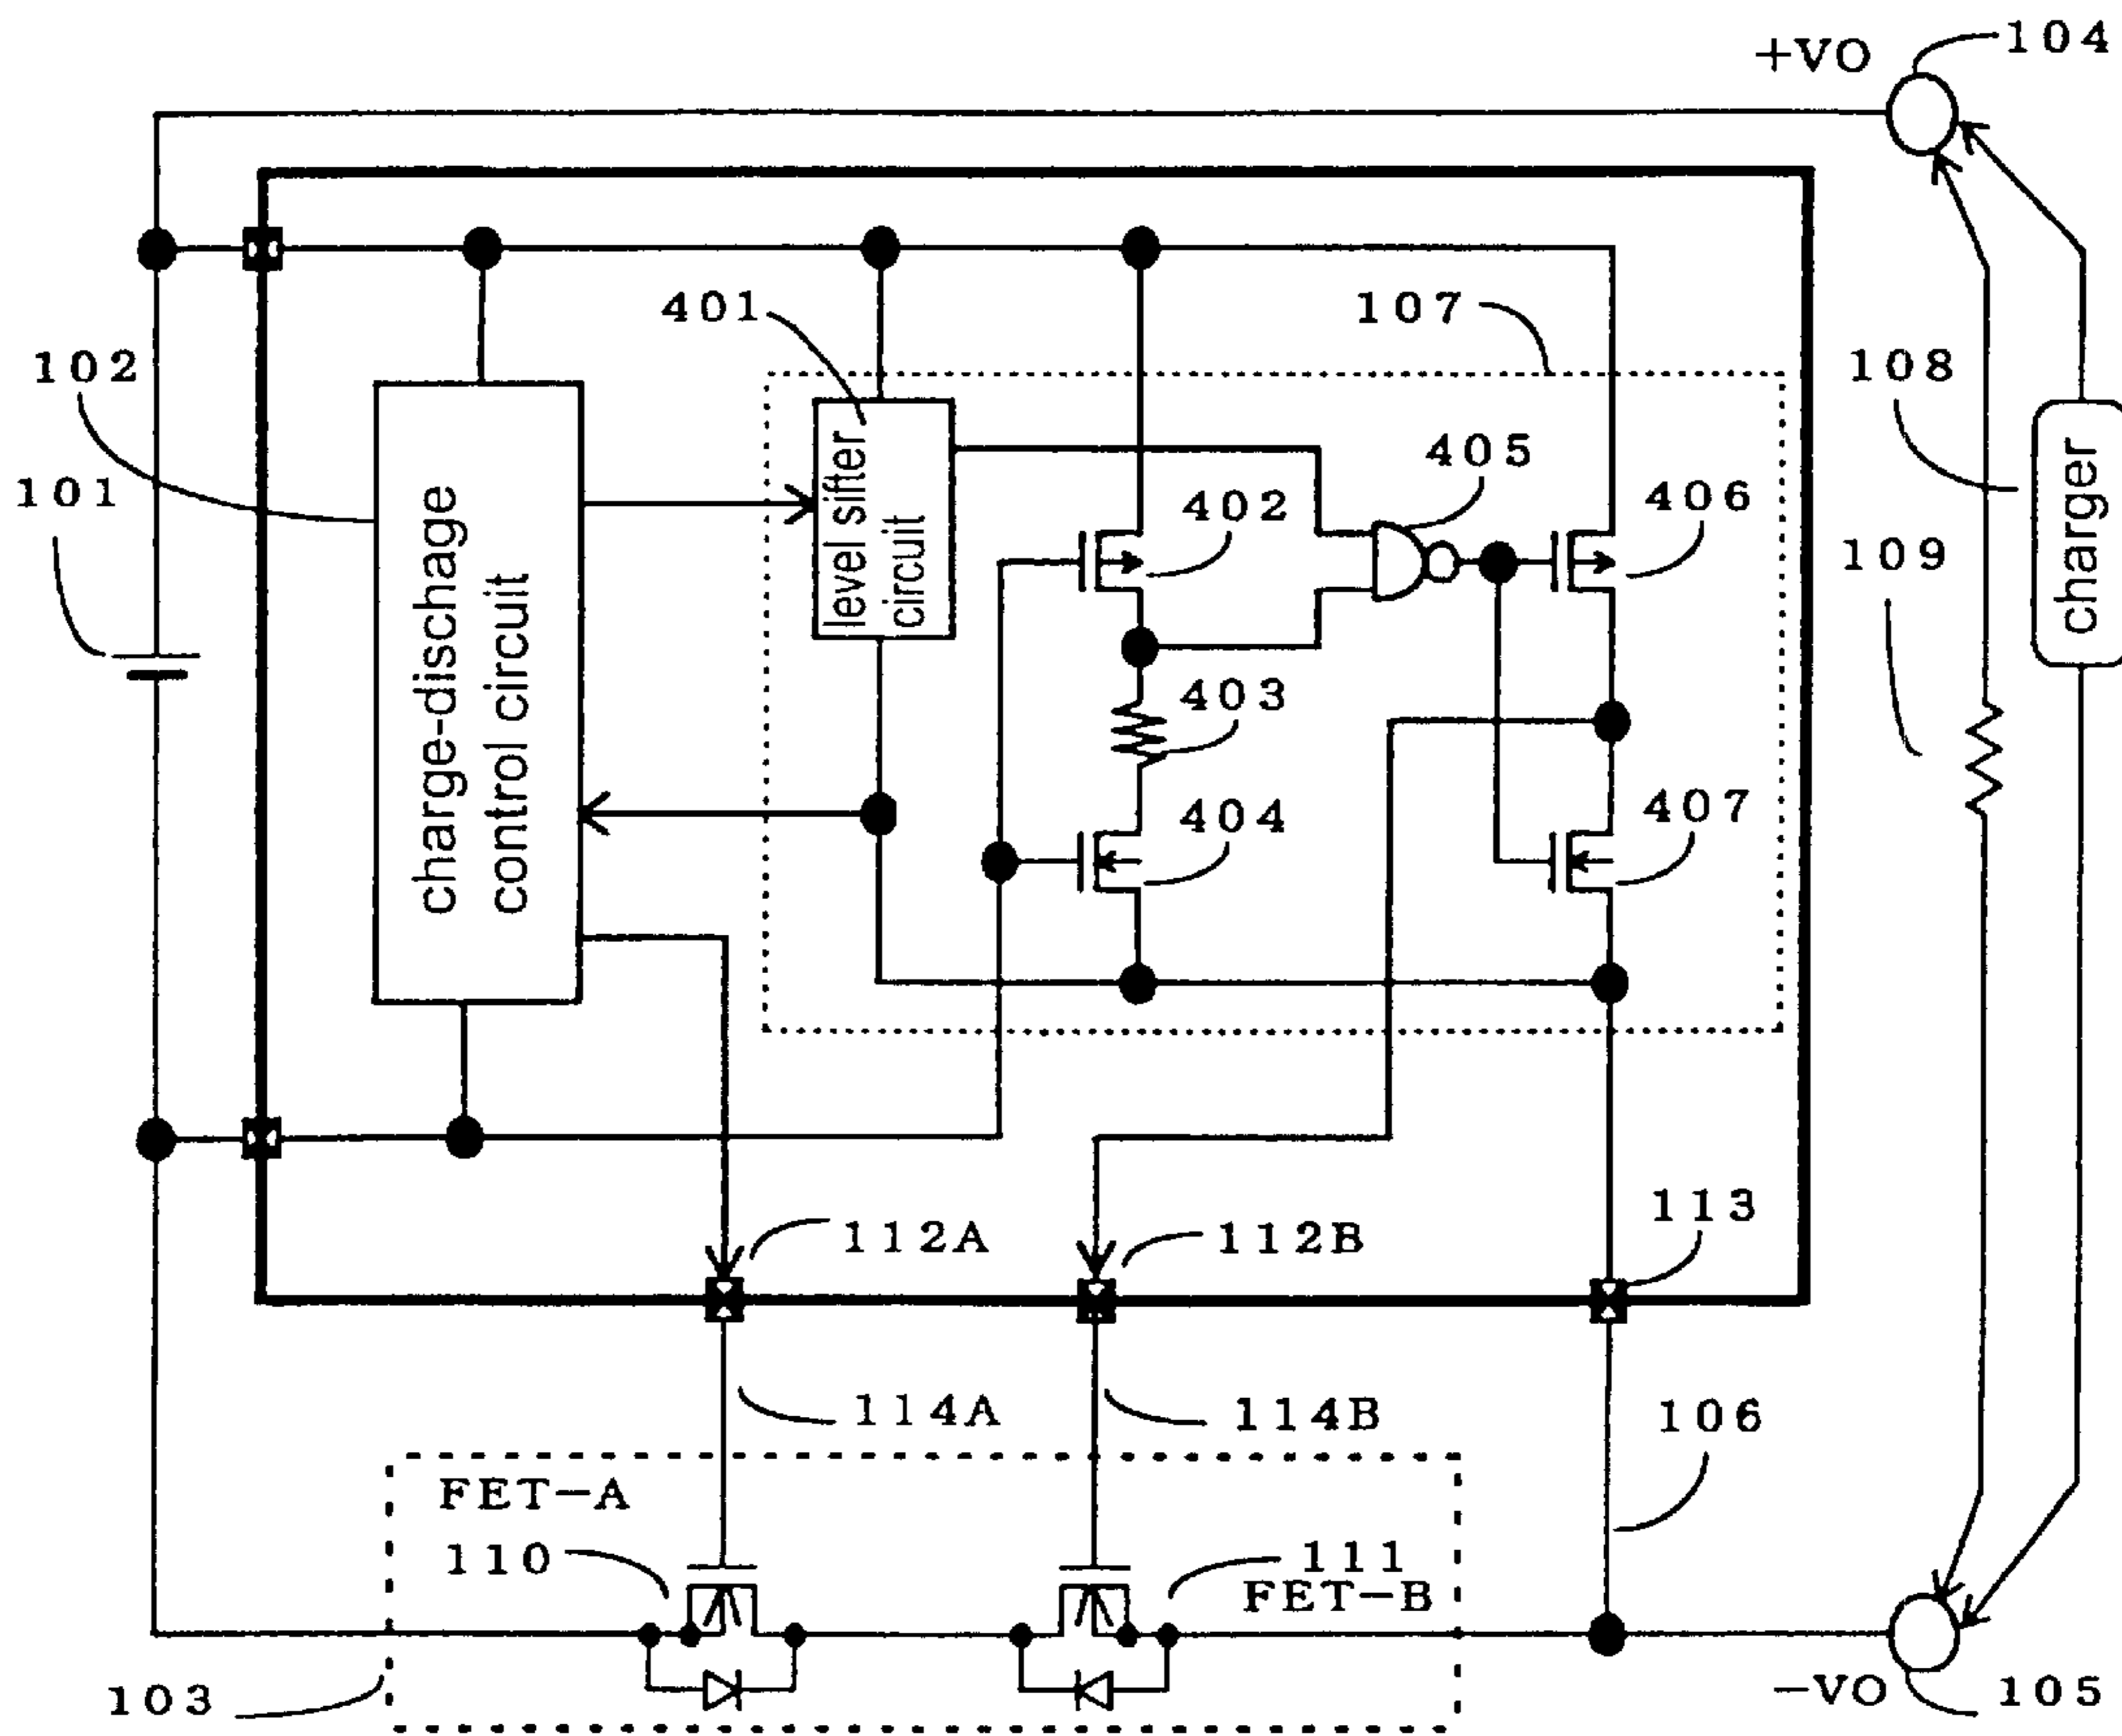 104
+VO
401
107
102
108
405
101
402
406
level sifter
circuit
109
charger
charge-dischage
control circuit
403
404
407
113
112A
112B
114A
114B
106
FET-A
110
111
FET-B
103
-VO
105